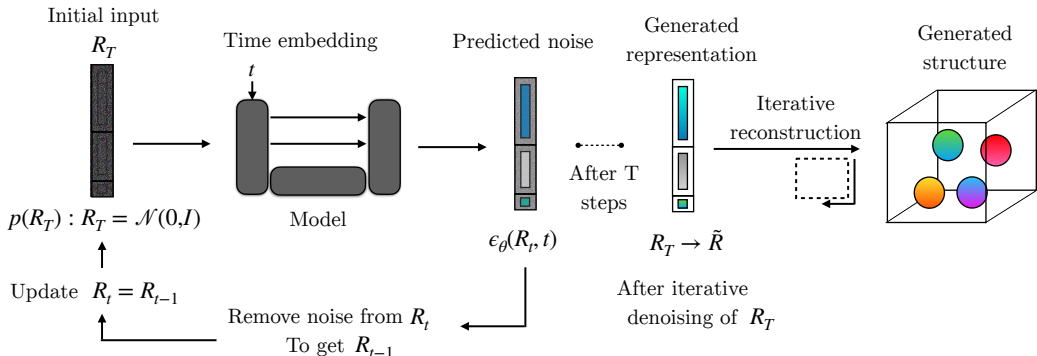 Initial input
R_T
p(R_T) : R_T = 𝒩(0,I)
Time embedding
t
Model
Predicted noise
ϵ_θ(R_t, t)
After T
steps
Generated
representation
R_T → R̃
After iterative
denoising of R_T
Iterative
reconstruction
Generated
structure
Update R_t = R_{t−1}
Remove noise from R_t
To get R_{t−1}